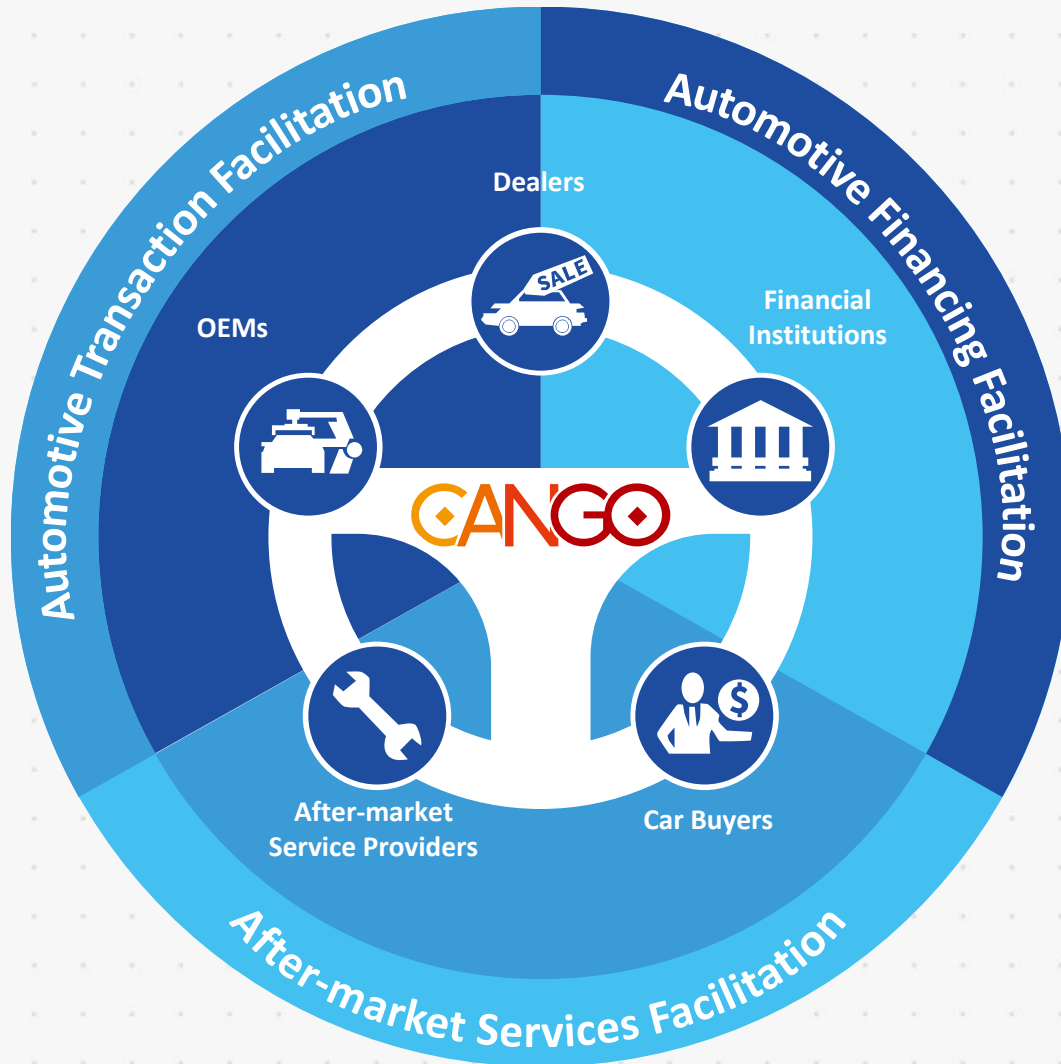 Automotive Transaction Facilitation
Automotive Financing Facilitation
Dealers
SALE
OEMs
Financial
Institutions
CANGO
$
After-market
Service Providers
Car Buyers
After-market Services Facilitation